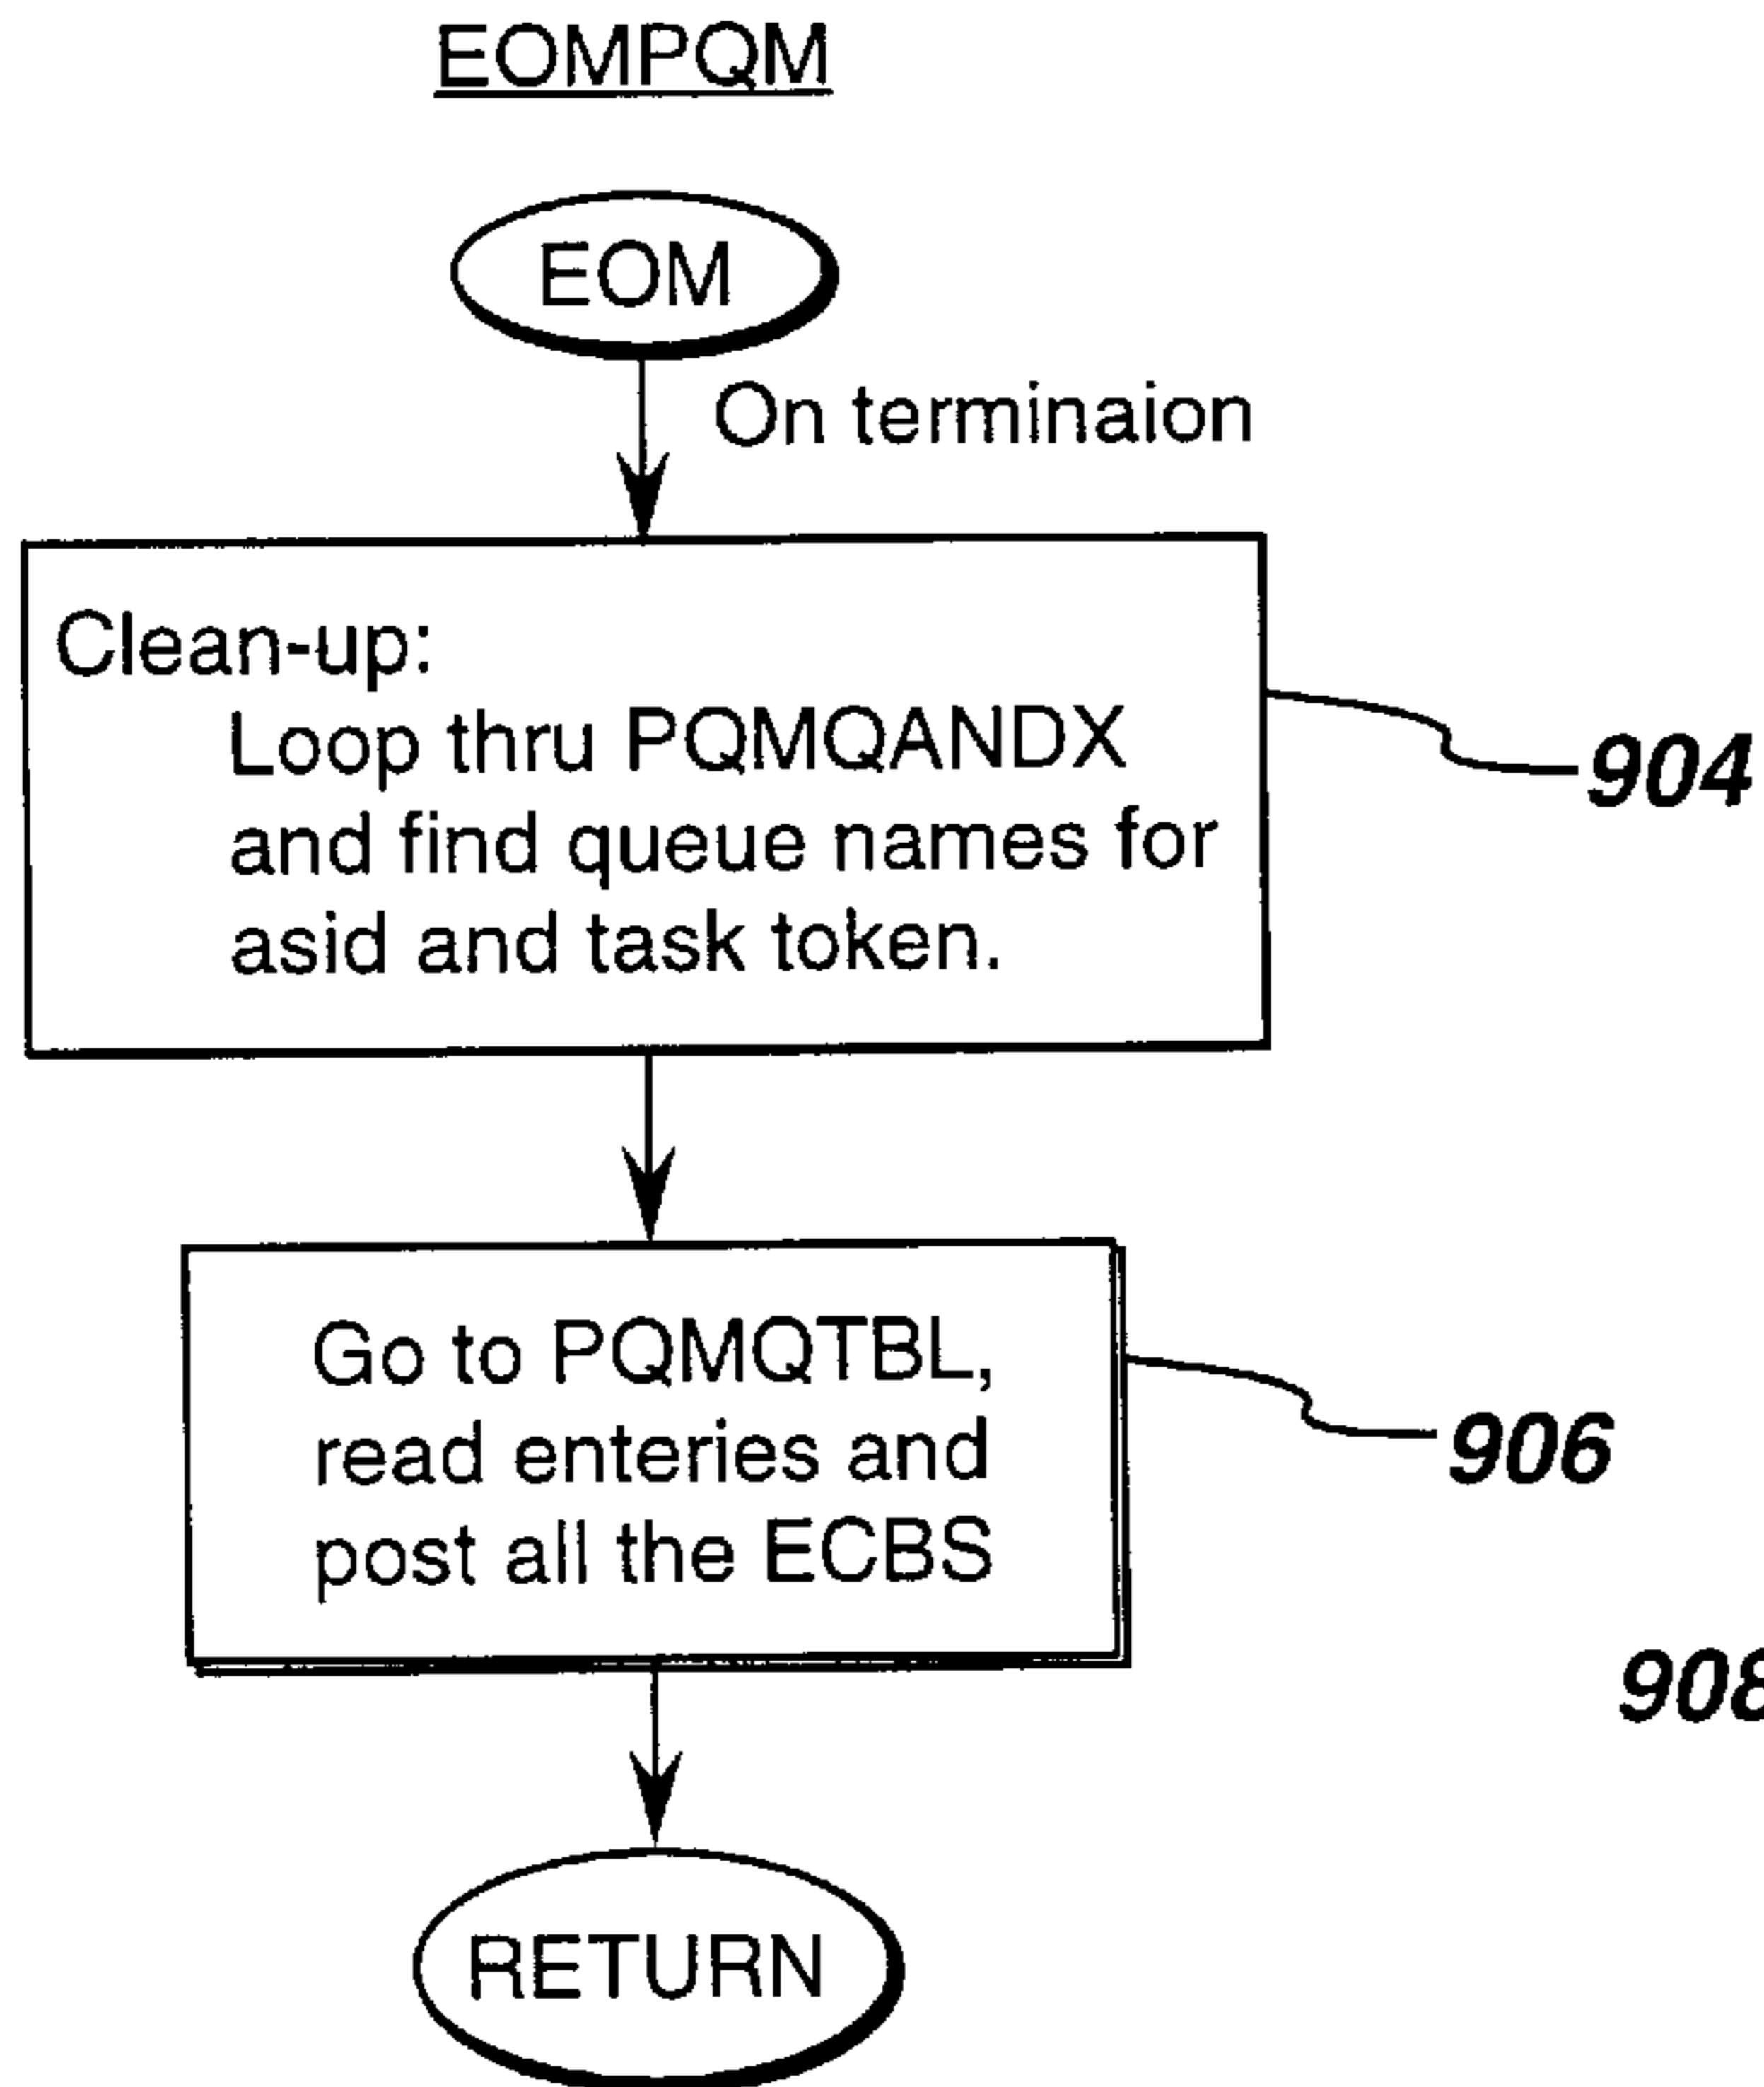 EOMPQM
EOM
On terminaion
Clean-up:
Loop thru PQMQANDX
and find queue names for
asid and task token.
904
Go to PQMQTBL,
read enteries and
post all the ECBS
906
908
RETURN